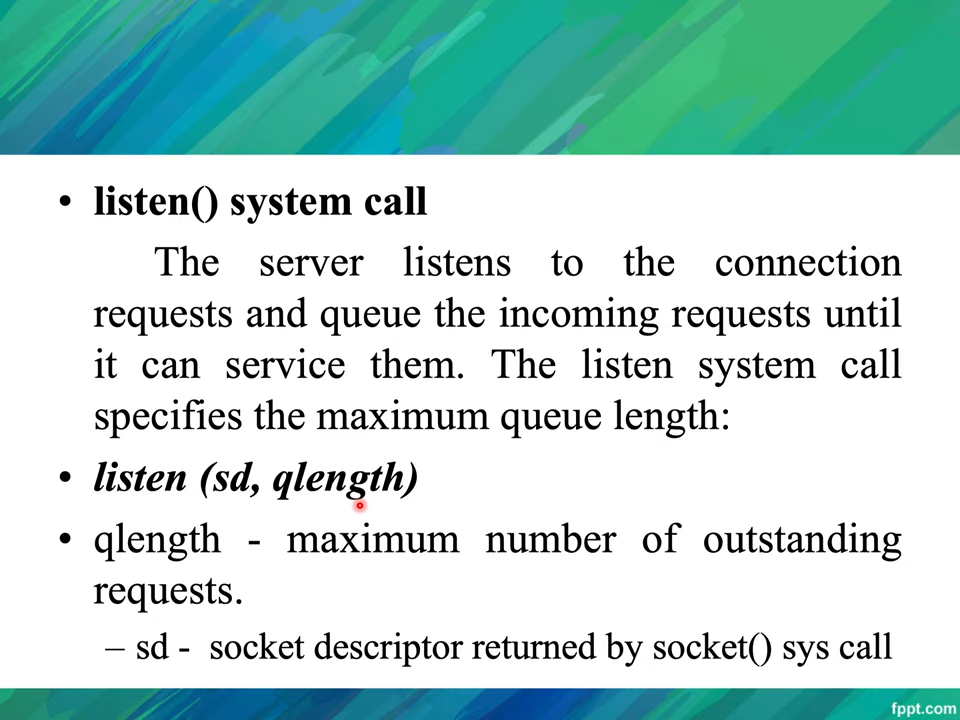 • listen() system call
The server listens to the connection
requests and queue the incoming requests until
it can service them. The listen system call
specifies the maximum queue length:
• listen (sd, qlength)
• qlength - maximum number of outstanding
requests.
– sd - socket descriptor returned by socket() sys call
fppt.com